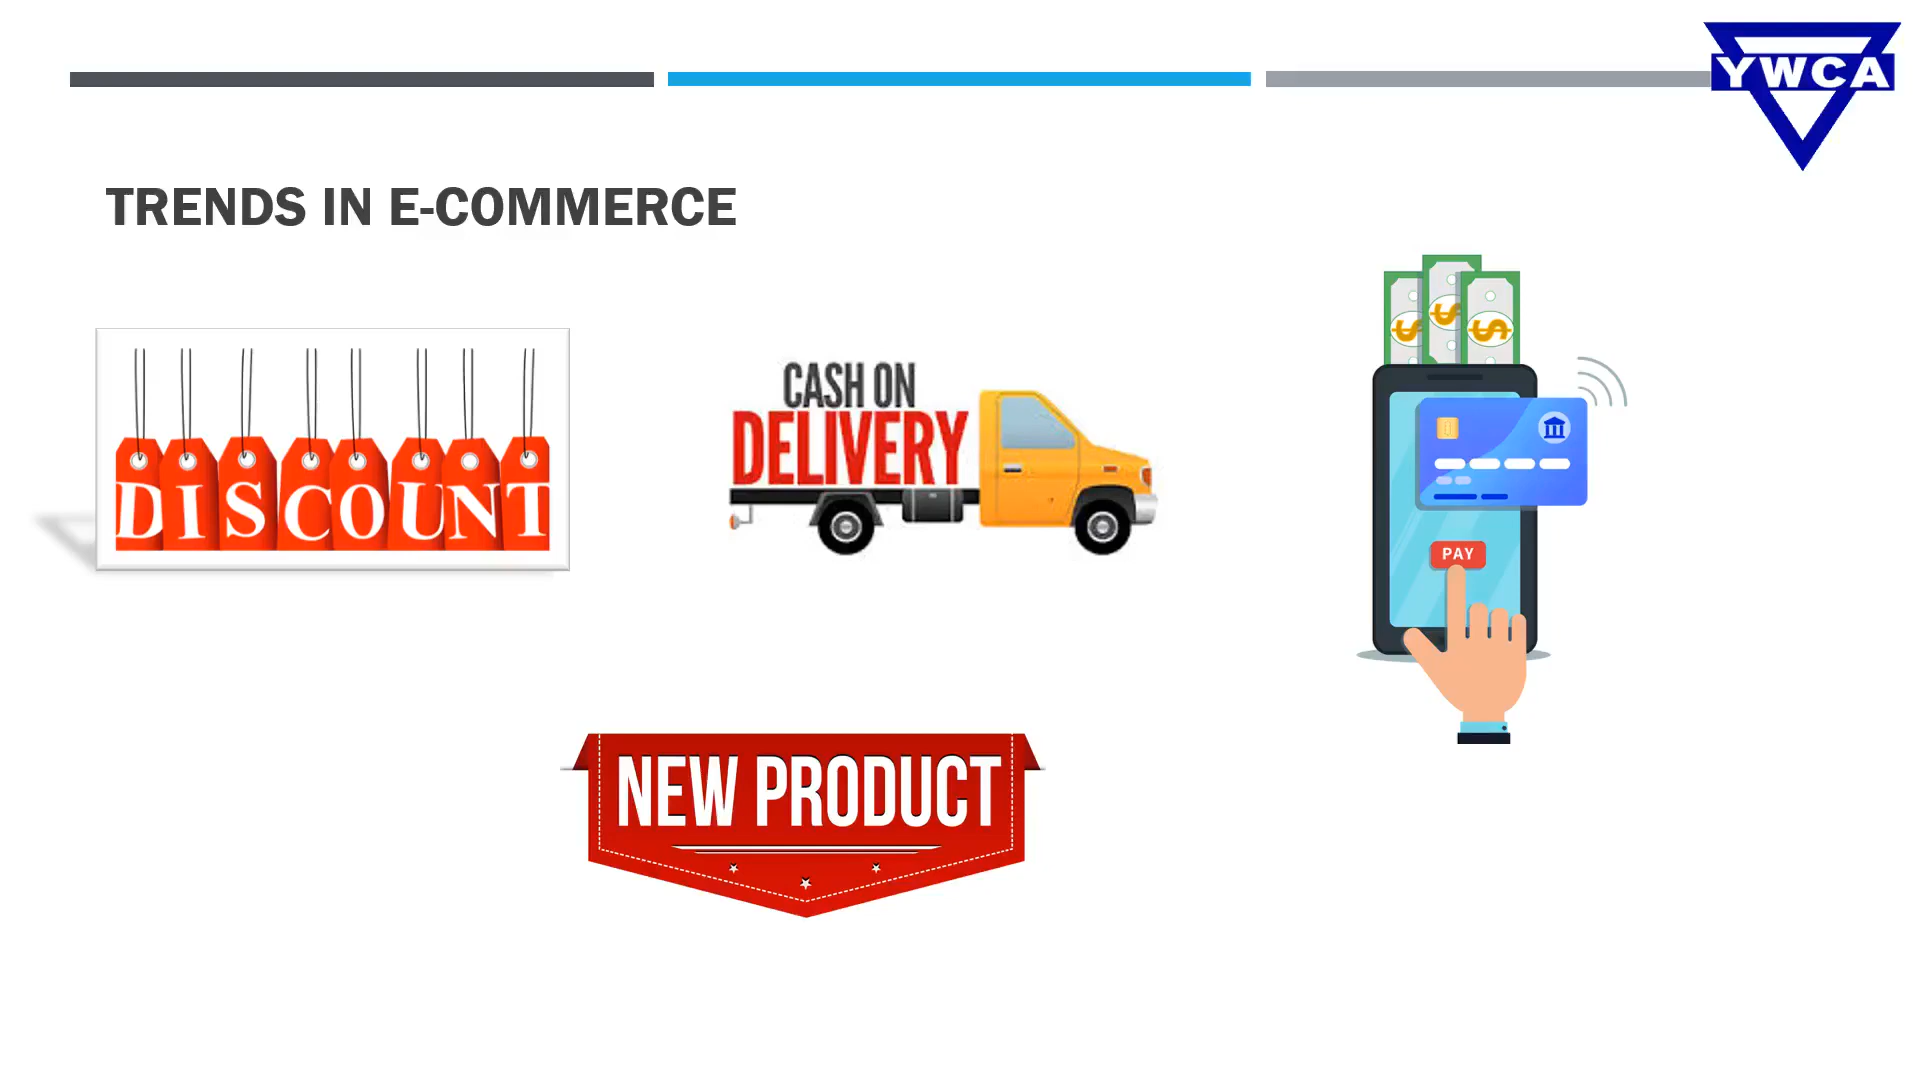 YWCA
TRENDS IN E-COMMERCE
DISCOUNT
CASH ON
DELIVERY
PAY
NEW PRODUCT